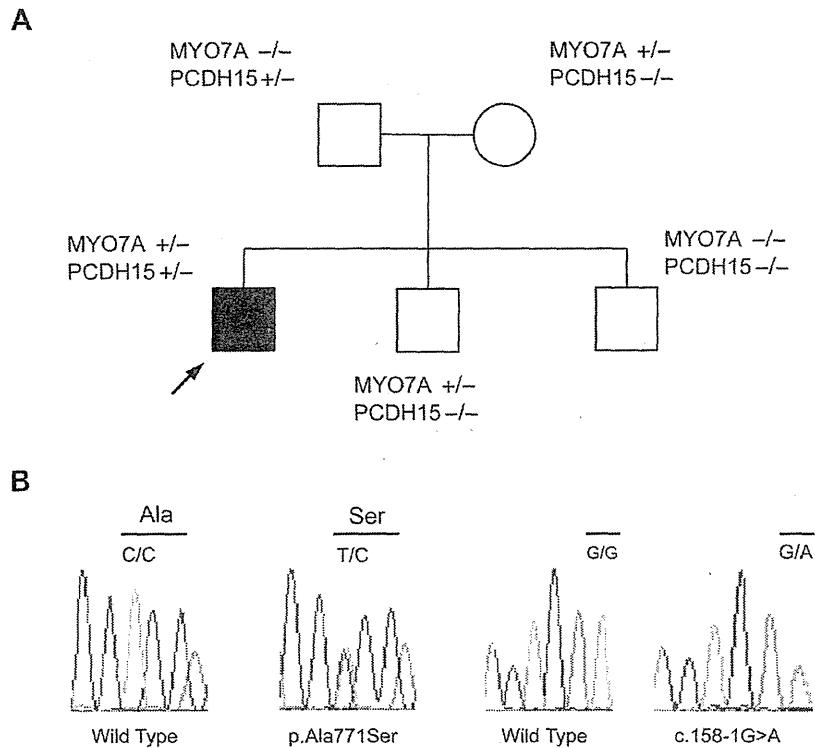 A
MYO7A –/–
PCDH15 +/–
MYO7A +/–
PCDH15 –/–
MYO7A +/–
PCDH15 +/–
MYO7A –/–
PCDH15 –/–
MYO7A +/–
PCDH15 –/–
B
Ala
C/C
Wild Type
Ser
T/C
p.Ala771Ser
G/G
Wild Type
G/A
c.158-1G>A